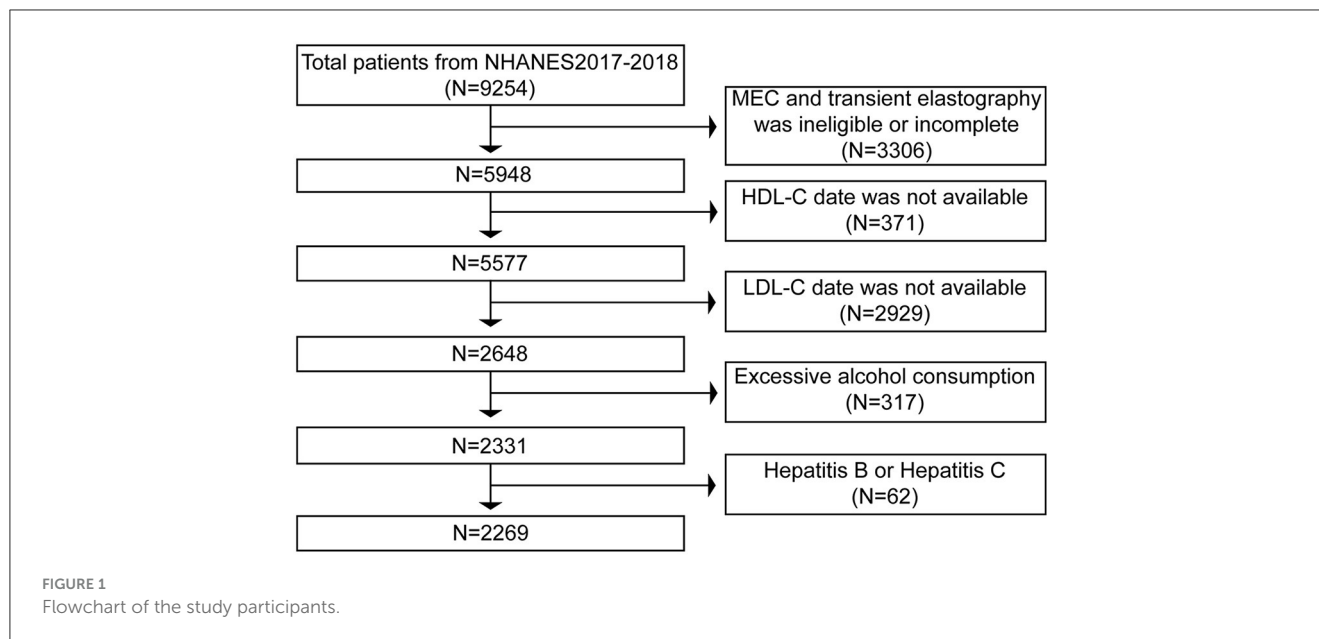 Total patients from NHANES2017-2018
(N=9254)
MEC and transient elastography
was ineligible or incomplete
(N=3306)
N=5948
HDL-C date was not available
(N=371)
N=5577
LDL-C date was not available
(N=2929)
N=2648
Excessive alcohol consumption
(N=317)
N=2331
Hepatitis B or Hepatitis C
(N=62)
N=2269
FIGURE 1
Flowchart of the study participants.